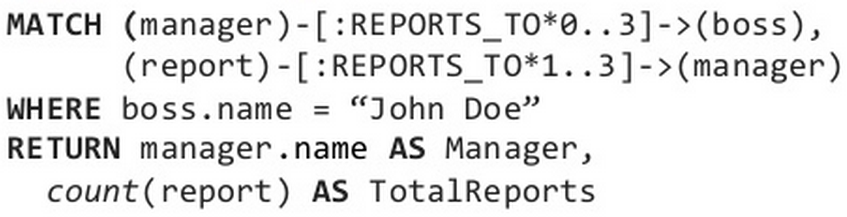 MATCH (manager)-[:REPORTS_TO*0..3]->(boss),
(report)-[:REPORTS_TO*1..3]->(manager)
WHERE boss.name = “John Doe”
RETURN manager.name AS Manager,
count(report) AS TotalReports